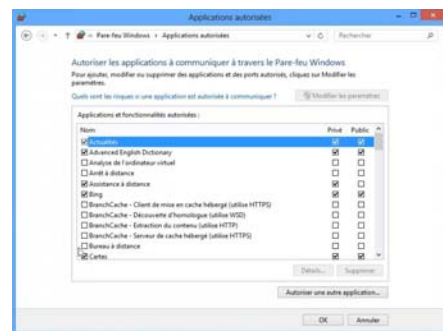 Applications autorisées
Pare-feu Windows
Applications autorisées
Rechercher
Autoriser les applications à communiquer à travers le Pare-feu Windows
Pour ajouter, modifier ou supprimer des applications et des ports autorisés, cliquez sur Modifier les
paramètres.
Quels sont les risques si une application est autorisée à communiquer ?
Modifier les paramètres
Applications et fonctionnalités autorisées :
Nom Privé Public
Actualités
Advanced English Dictionary
Analyse de l'ordinateur virtuel
Arrêt à distance
Assistance à distance
Bing
BranchCache - Client de mise en cache hébergé (utilise HTTPS)
BranchCache - Découverte d'homologue (utilise WSD)
BranchCache - Extraction du contenu (utilise HTTP)
BranchCache - Serveur de cache hébergé (utilise HTTPS)
Bureau à distance
Cartes
Détails... Supprimer
Autoriser une autre application...
OK Annuler